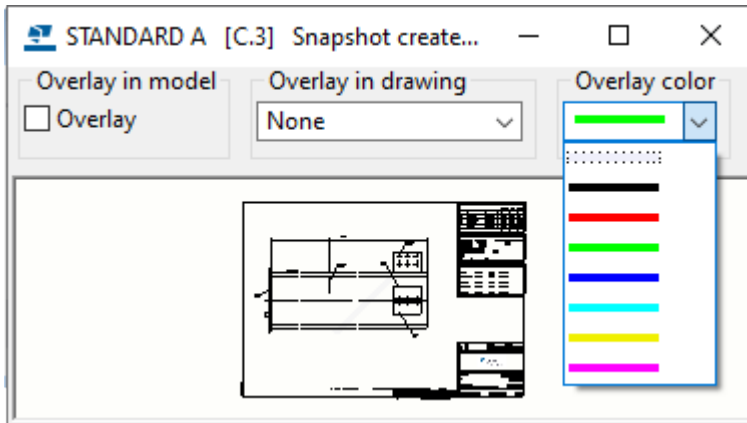 STANDARD A [C.3] Snapshot create...
Overlay in model
Overlay in drawing
Overlay color
Overlay
None